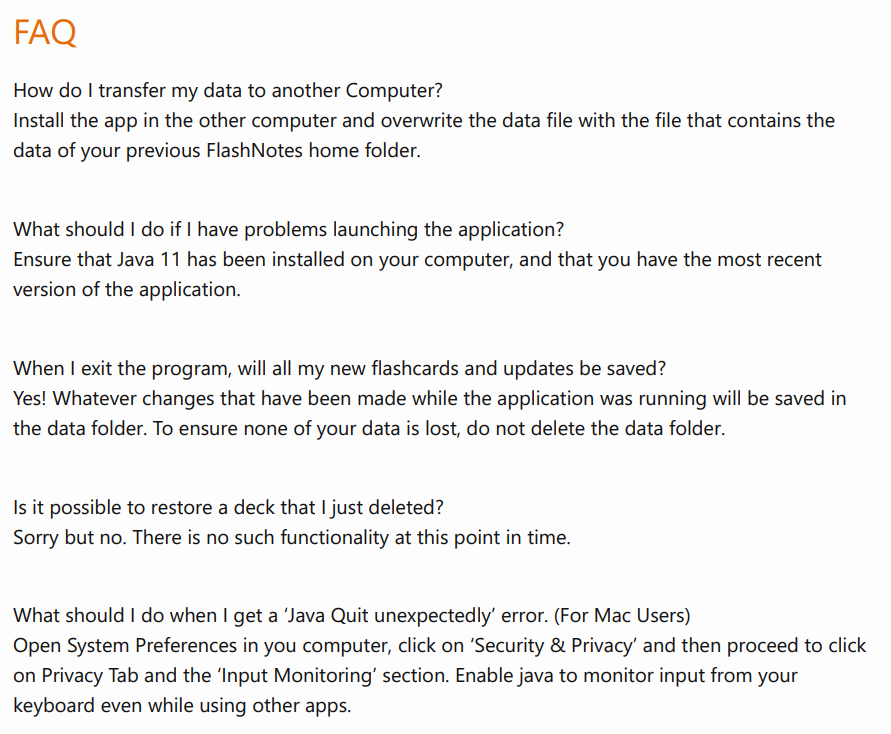 FAQ
How do I transfer my data to another Computer?
Install the app in the other computer and overwrite the data file with the file that contains the
data of your previous FlashNotes home folder.
What should I do if I have problems launching the application?
Ensure that Java 11 has been installed on your computer, and that you have the most recent
version of the application.
When I exit the program, will all my new flashcards and updates be saved?
Yes! Whatever changes that have been made while the application was running will be saved in
the data folder. To ensure none of your data is lost, do not delete the data folder.
Is it possible to restore a deck that I just deleted?
Sorry but no. There is no such functionality at this point in time.
What should I do when I get a ‘Java Quit unexpectedly’ error. (For Mac Users)
Open System Preferences in you computer, click on ‘Security & Privacy’ and then proceed to click
on Privacy Tab and the ‘Input Monitoring’ section. Enable java to monitor input from your
keyboard even while using other apps.